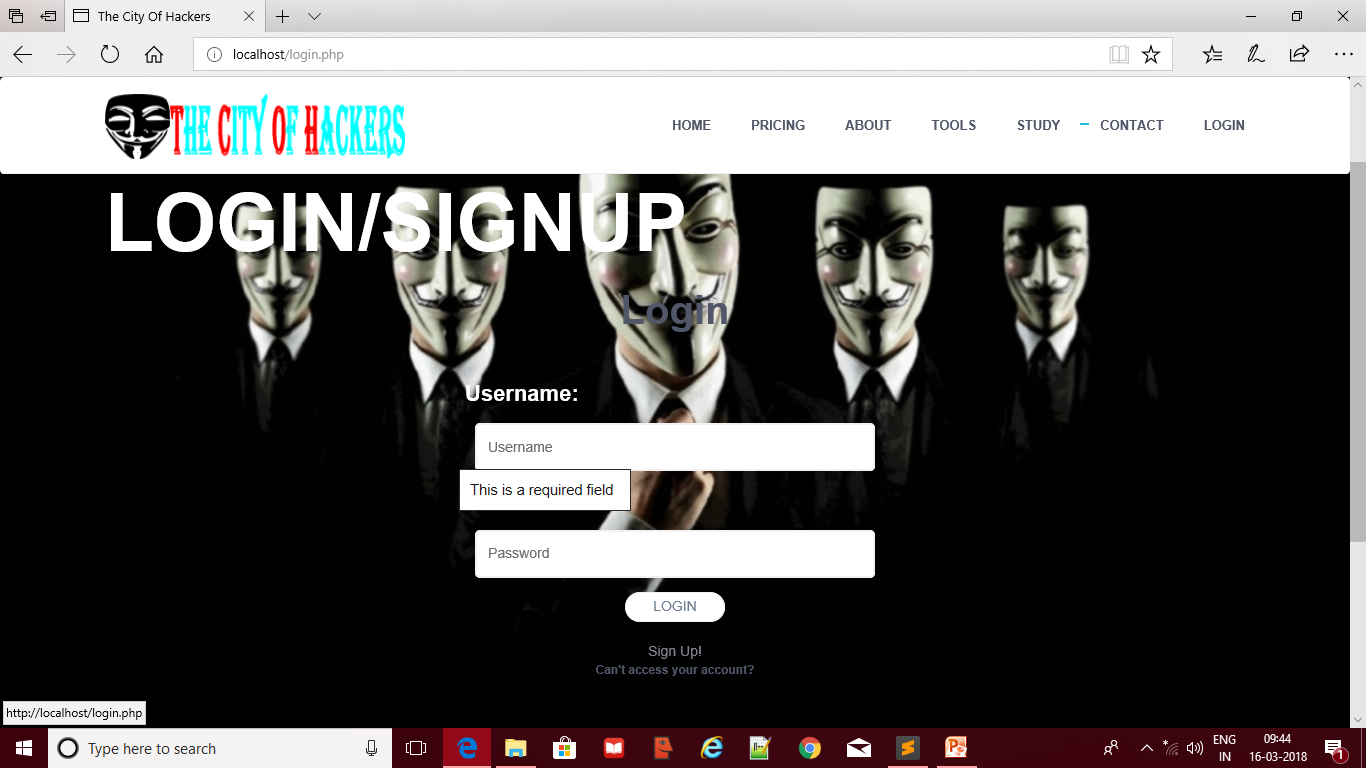 The City Of Hackers
localhost/login.php
THE CITY OF HACKERS
HOME PRICING ABOUT TOOLS STUDY CONTACT LOGIN
LOGIN/SIGNUP
Login
Username:
Username
This is a required field
Password
LOGIN
Sign Up!
Can't access your account?
http://localhost/login.php
Type here to search
ENG
IN
09:44
16-03-2018
1